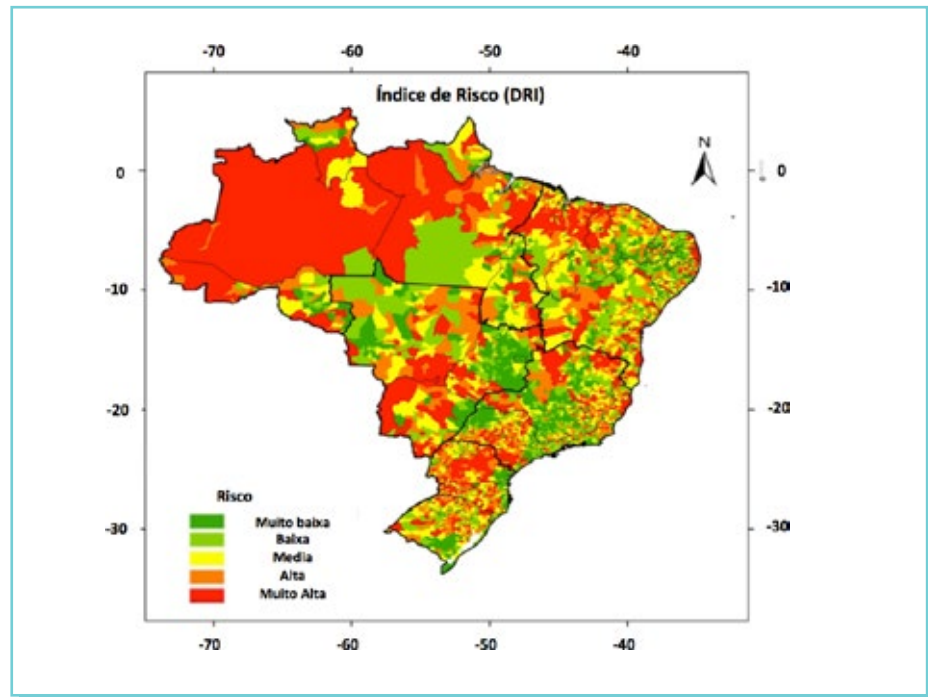 -70 -60 -50 -40
Índice de Risco (DRI)
N
0 0
-10 -10
-20 -20
-30 -30
Risco
Muito baixa
Baixa
Media
Alta
Muito Alta
-70 -60 -50 -40